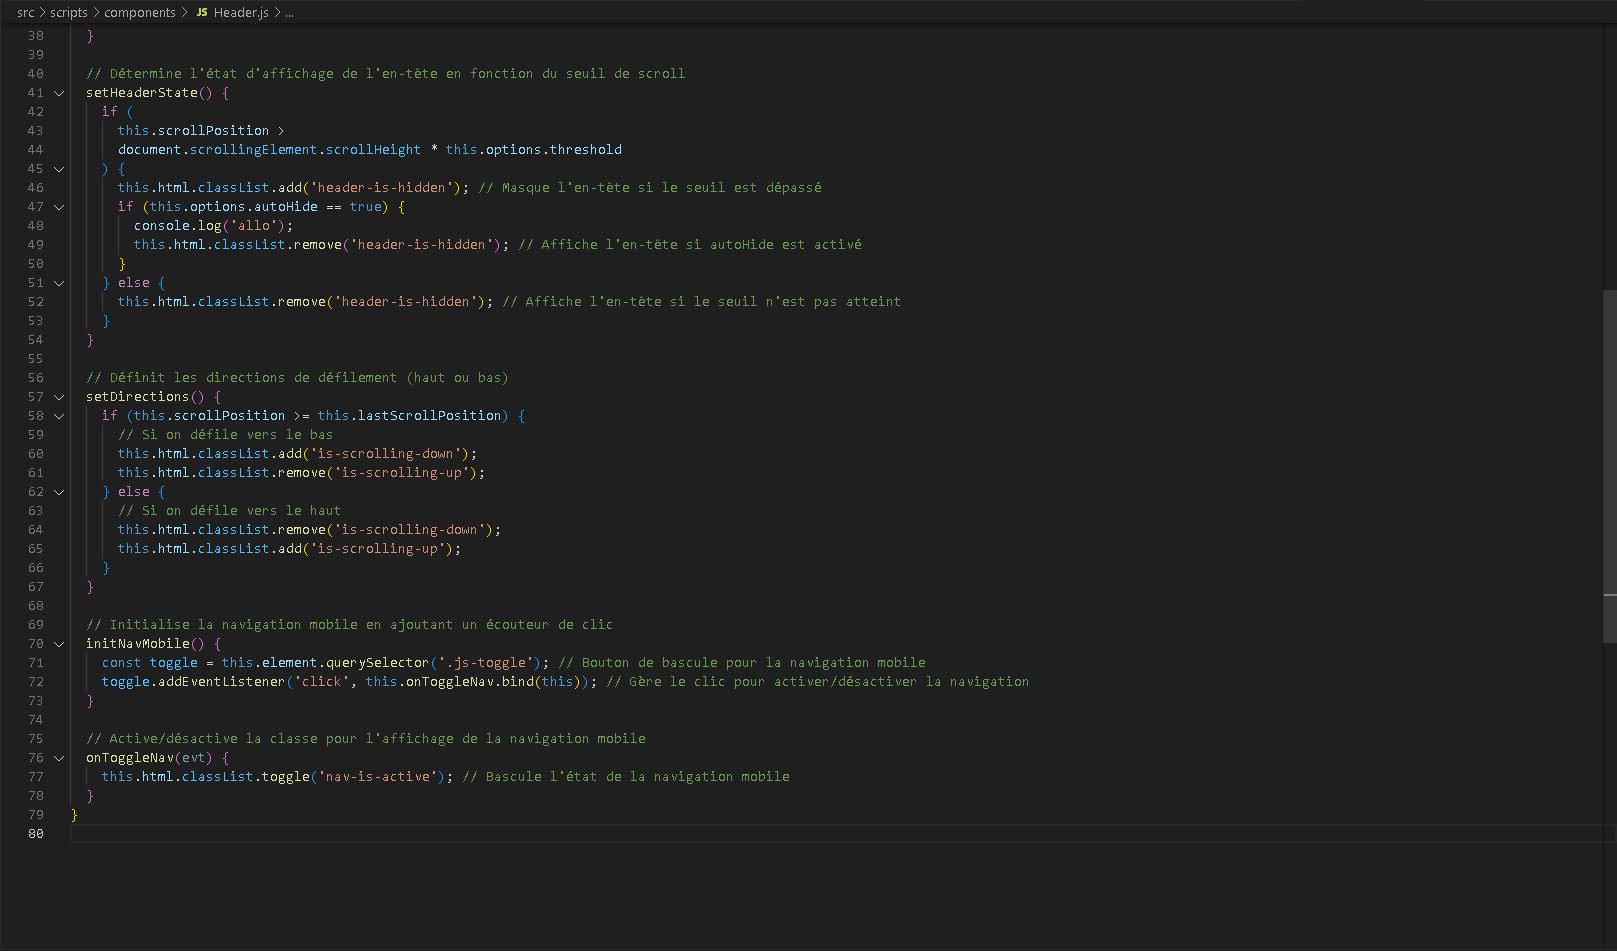 src > scripts > components > JS Header.js > ...
38 }
39
40 // Détermine l'état d'affichage de l'en-tête en fonction du seuil de scroll
41 setHeaderState() {
42 if (
43 this.scrollPosition >
44 document.scrollingElement.scrollHeight * this.options.threshold
45 ) {
46 this.html.classList.add('header-is-hidden'); // Masque l'en-tête si le seuil est dépassé
47 if (this.options.autoHide == true) {
48 console.log('allo');
49 this.html.classList.remove('header-is-hidden'); // Affiche l'en-tête si autoHide est activé
50 }
51 } else {
52 this.html.classList.remove('header-is-hidden'); // Affiche l'en-tête si le seuil n'est pas atteint
53 }
54 }
55
56 // Définit les directions de défilement (haut ou bas)
57 setDirections() {
58 if (this.scrollPosition >= this.lastScrollPosition) {
59 // Si on défile vers le bas
60 this.html.classList.add('is-scrolling-down');
61 this.html.classList.remove('is-scrolling-up');
62 } else {
63 // Si on défile vers le haut
64 this.html.classList.remove('is-scrolling-down');
65 this.html.classList.add('is-scrolling-up');
66 }
67 }
68
69 // Initialise la navigation mobile en ajoutant un écouteur de clic
70 initNavMobile() {
71 const toggle = this.element.querySelector('.js-toggle'); // Bouton de bascule pour la navigation mobile
72 toggle.addEventListener('click', this.onToggleNav.bind(this)); // Gère le clic pour activer/désactiver la navigation
73 }
74
75 // Active/désactive la classe pour l'affichage de la navigation mobile
76 onToggleNav(evt) {
77 this.html.classList.toggle('nav-is-active'); // Bascule l'état de la navigation mobile
78 }
79 }
80